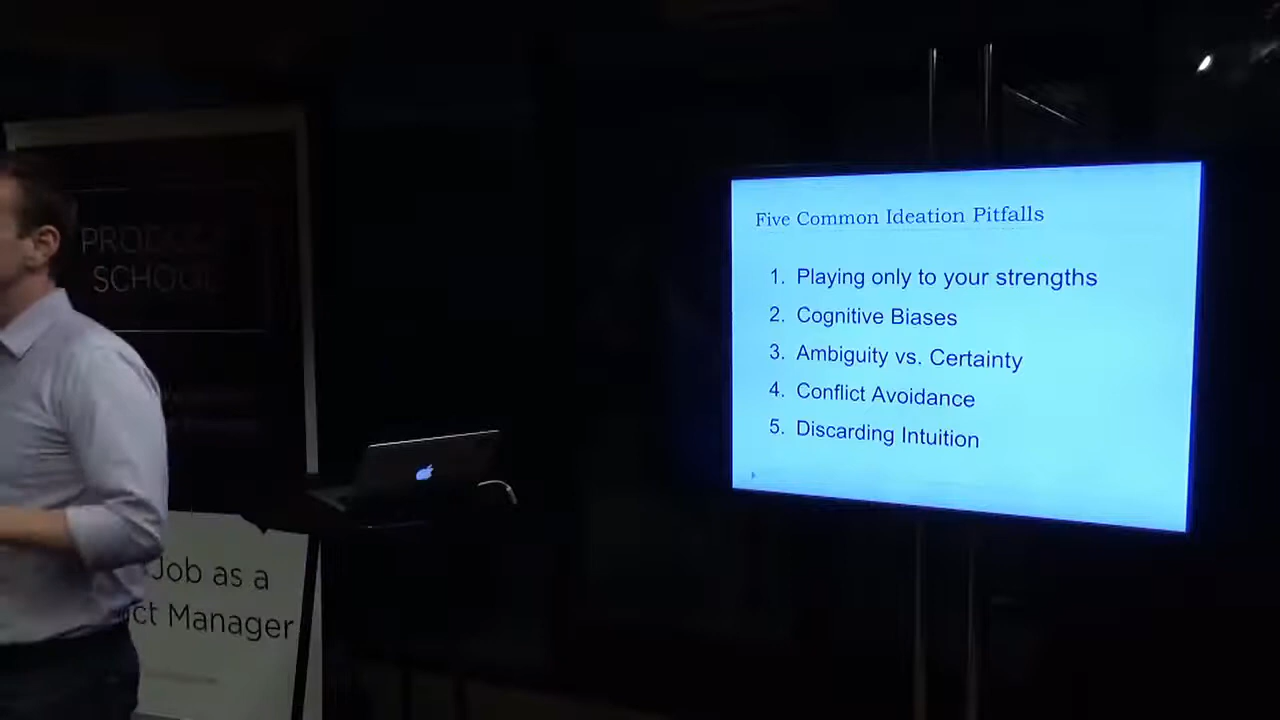 PRODUCT
SCHOOL
Job as a
ct Manager
Five Common Ideation Pitfalls
1. Playing only to your strengths
2. Cognitive Biases
3. Ambiguity vs. Certainty
4. Conflict Avoidance
5. Discarding Intuition